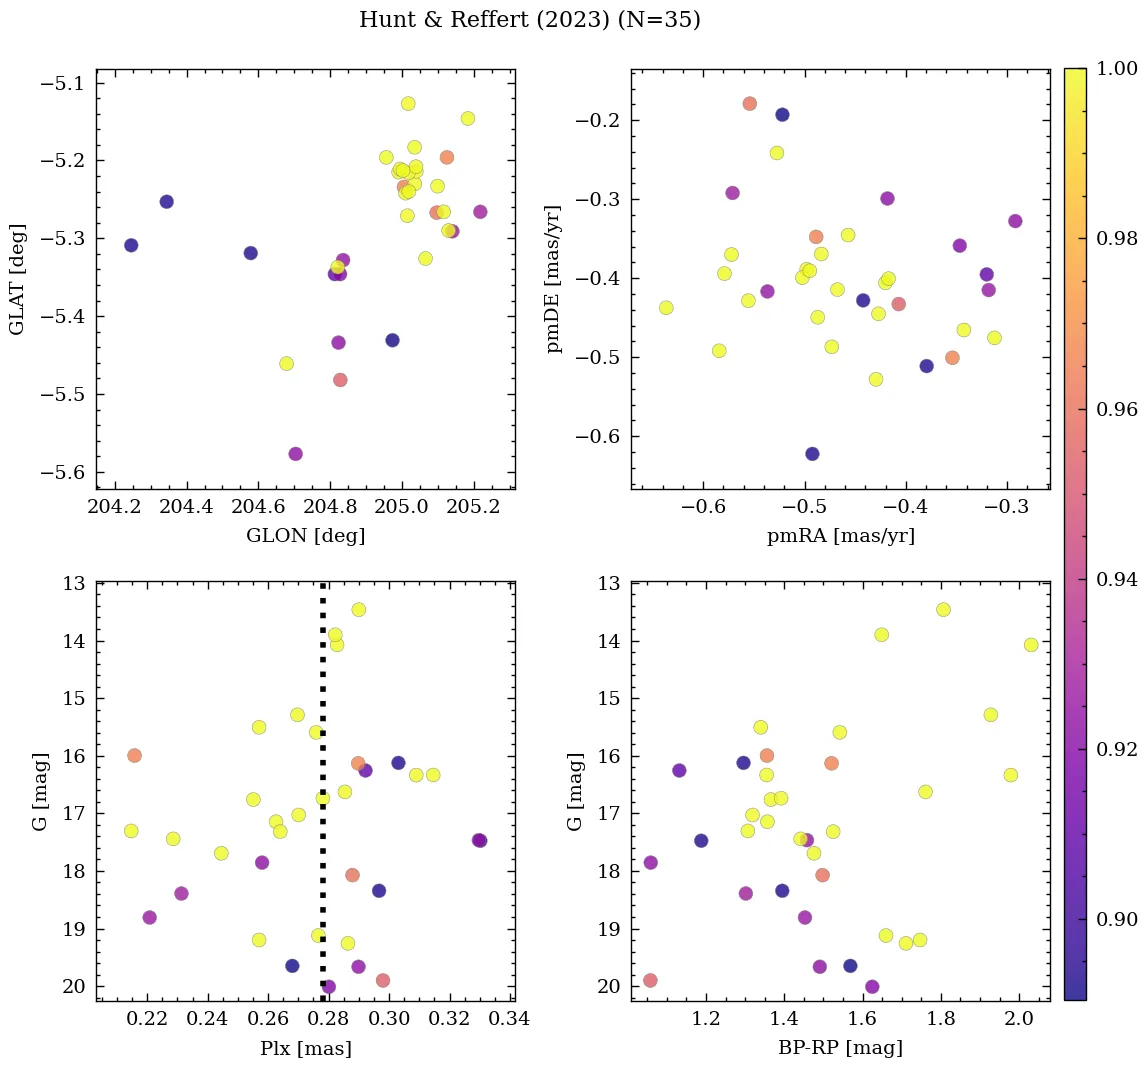 Hunt & Reffert (2023) (N=35)
−5.1
−5.2
−5.3
−5.4
−5.5
−5.6
GLAT [deg]
204.2 204.4 204.6 204.8 205.0 205.2
GLON [deg]
−0.2
−0.3
−0.4
−0.5
−0.6
pmDE [mas/yr]
−0.6 −0.5 −0.4 −0.3
pmRA [mas/yr]
13
14
15
16
17
18
19
20
G [mag]
0.22 0.24 0.26 0.28 0.30 0.32 0.34
Plx [mas]
13
14
15
16
17
18
19
20
G [mag]
1.2 1.4 1.6 1.8 2.0
BP-RP [mag]
1.00
0.98
0.96
0.94
0.92
0.90